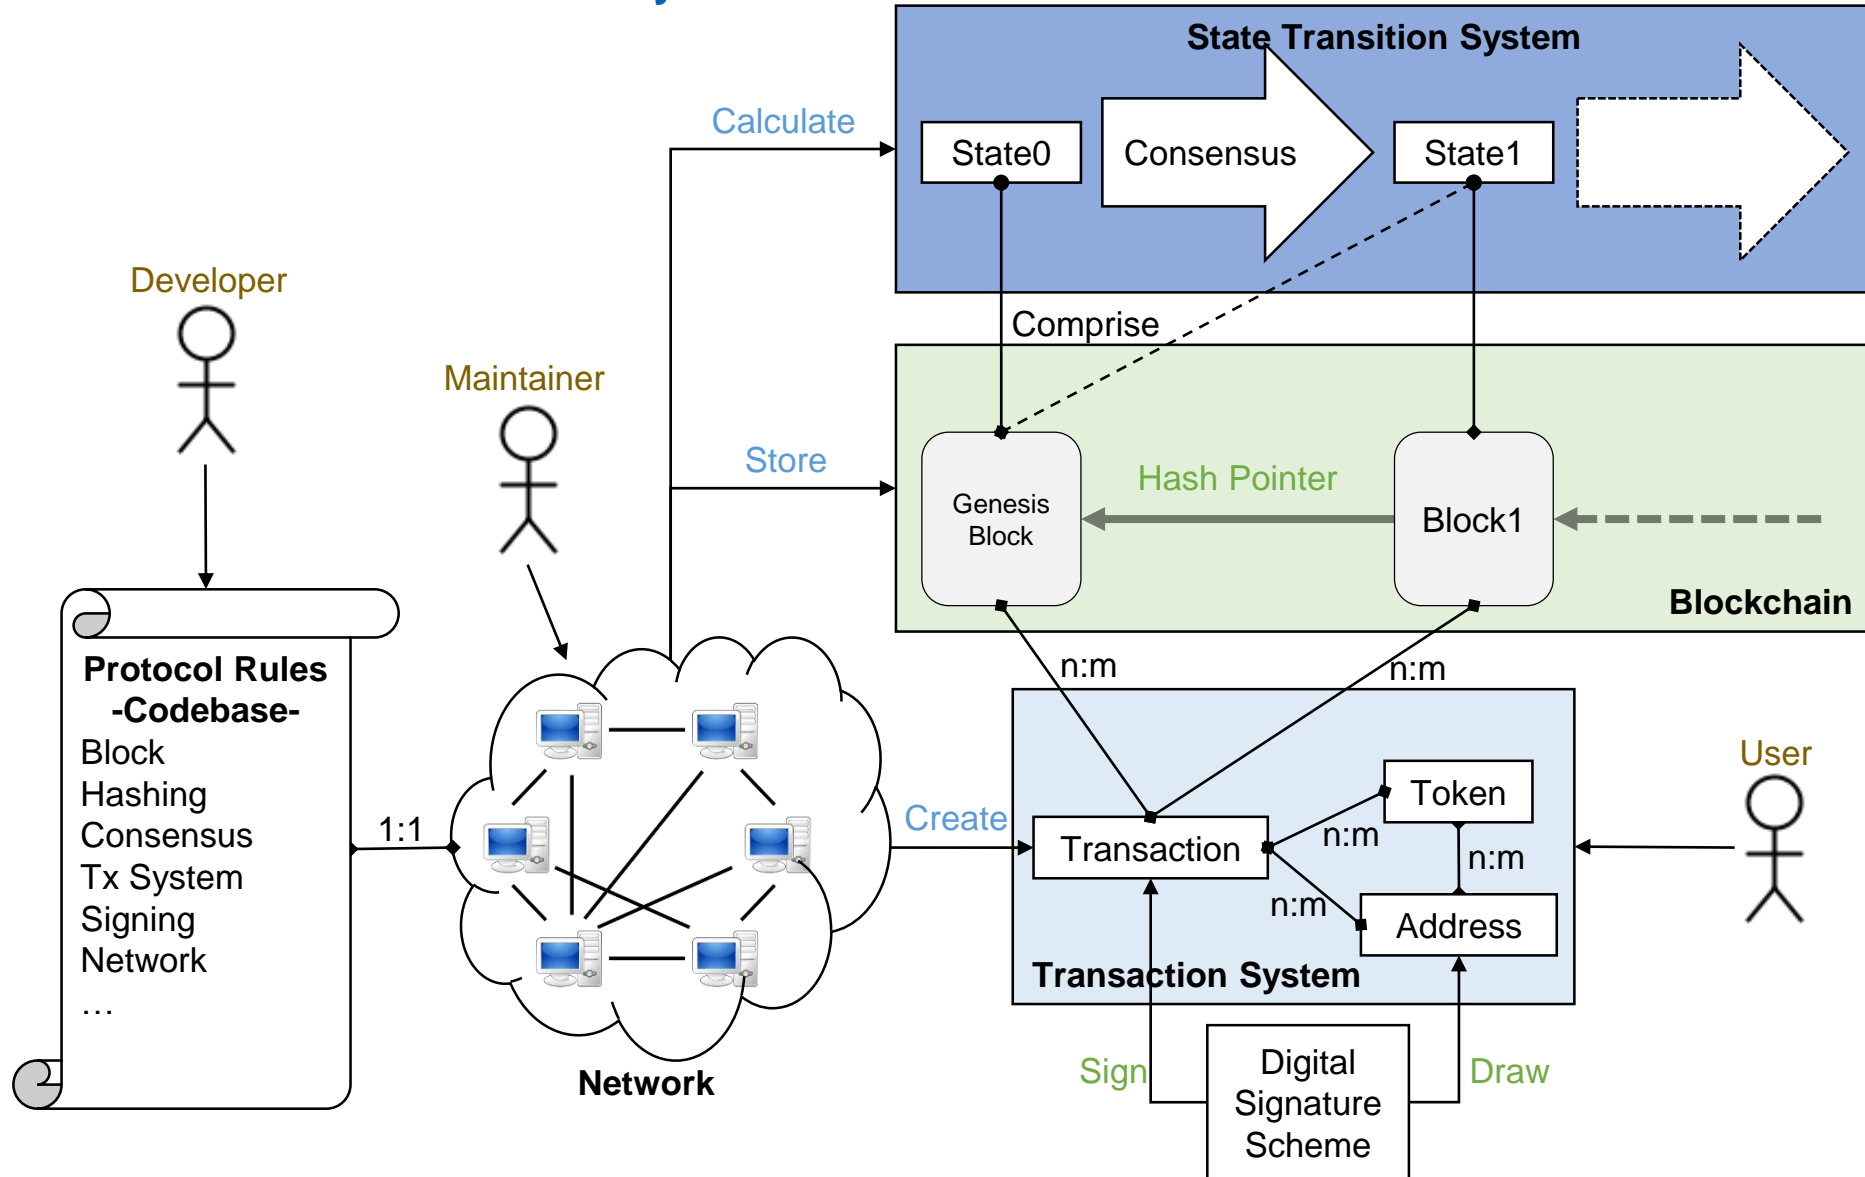 State Transition System
Calculate
State0
Consensus
State1
Developer
Comprise
Maintainer
Store
Hash Pointer
Genesis
Block
Block1
Blockchain
n:m
n:m
Protocol Rules
-Codebase-
Block
Hashing
Consensus
Tx System
Signing
Network
…
1:1
Network
Create
Transaction
Token
n:m
n:m
n:m
Address
Transaction System
User
Sign
Digital
Signature
Scheme
Draw